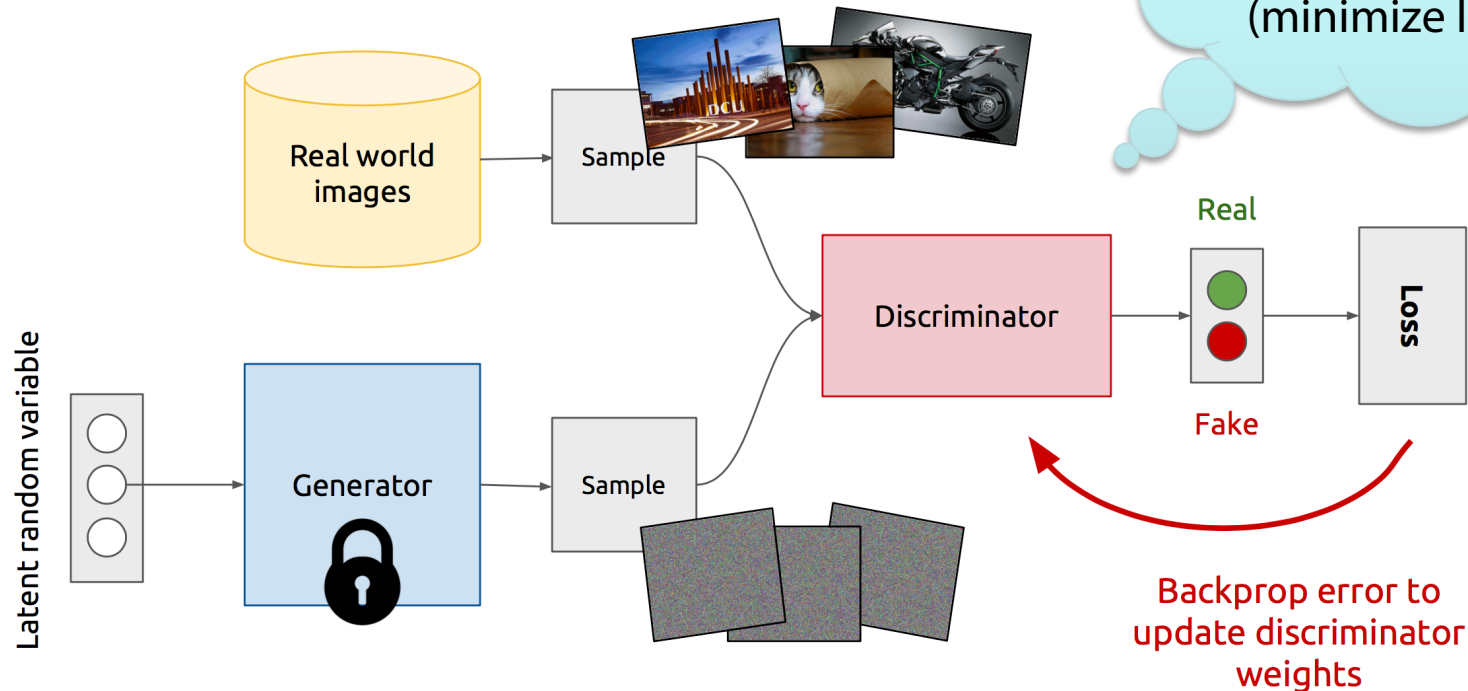 (minimize l
DCU
Real world
images
Sample
Real
Discriminator
Loss
Fake
Latent random variable
Generator
Sample
Backprop error to
update discriminator
weights